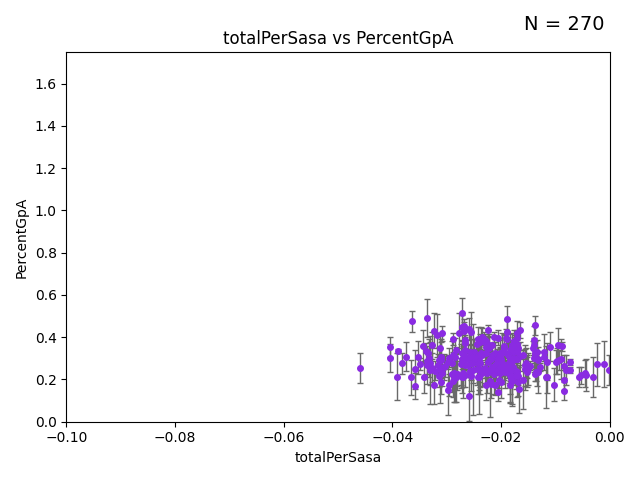 N = 270
totalPerSasa vs PercentGpA
PercentGpA
1.6
1.4
1.2
1.0
0.8
0.6
0.4
0.2
0.0
−0.10 −0.08 −0.06 −0.04 −0.02 0.00
totalPerSasa